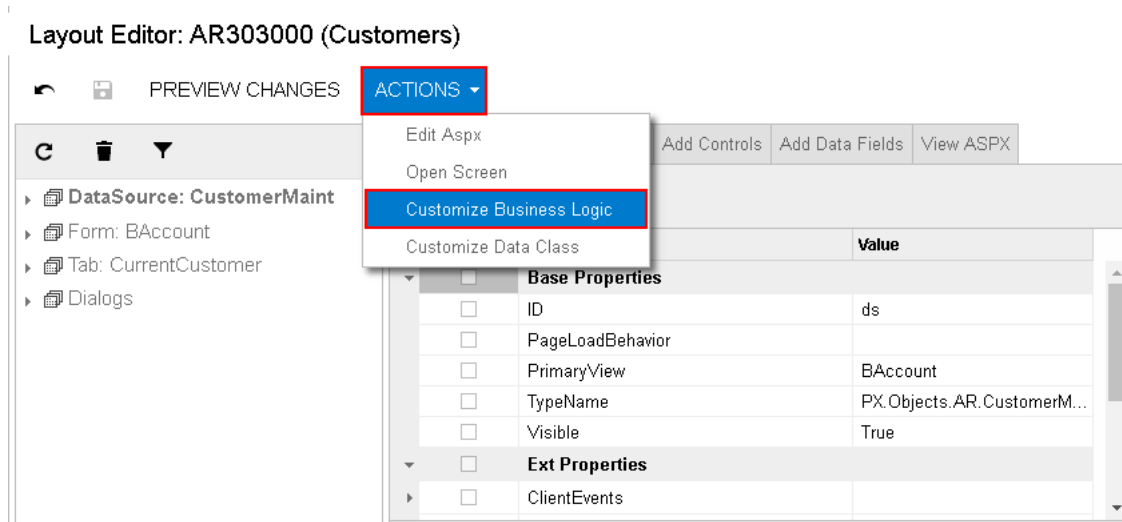 Layout Editor: AR303000 (Customers)
PREVIEW CHANGES ACTIONS
Edit Aspx
Open Screen
Customize Business Logic
Customize Data Class
Add Controls Add Data Fields View ASPX
DataSource: CustomerMaint
Form: BAccount
Tab: CurrentCustomer
Dialogs
Value
Base Properties
ID ds
PageLoadBehavior
PrimaryView BAccount
TypeName PX.Objects.AR.CustomerM...
Visible True
Ext Properties
ClientEvents